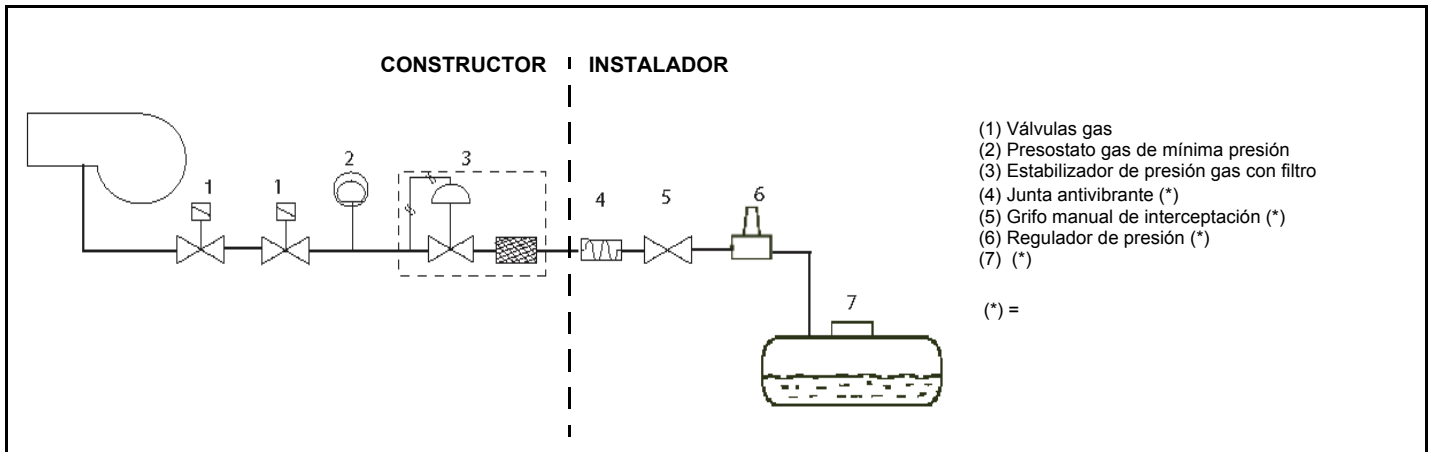 CONSTRUCTOR INSTALADOR
1 1 2 3 4 5 6
7
(1) Válvulas gas
(2) Presostato gas de mínima presión
(3) Estabilizador de presión gas con filtro
(4) Junta antivibrante (*)
(5) Grifo manual de interceptación (*)
(6) Regulador de presión (*)
(7) (*)
(*) =